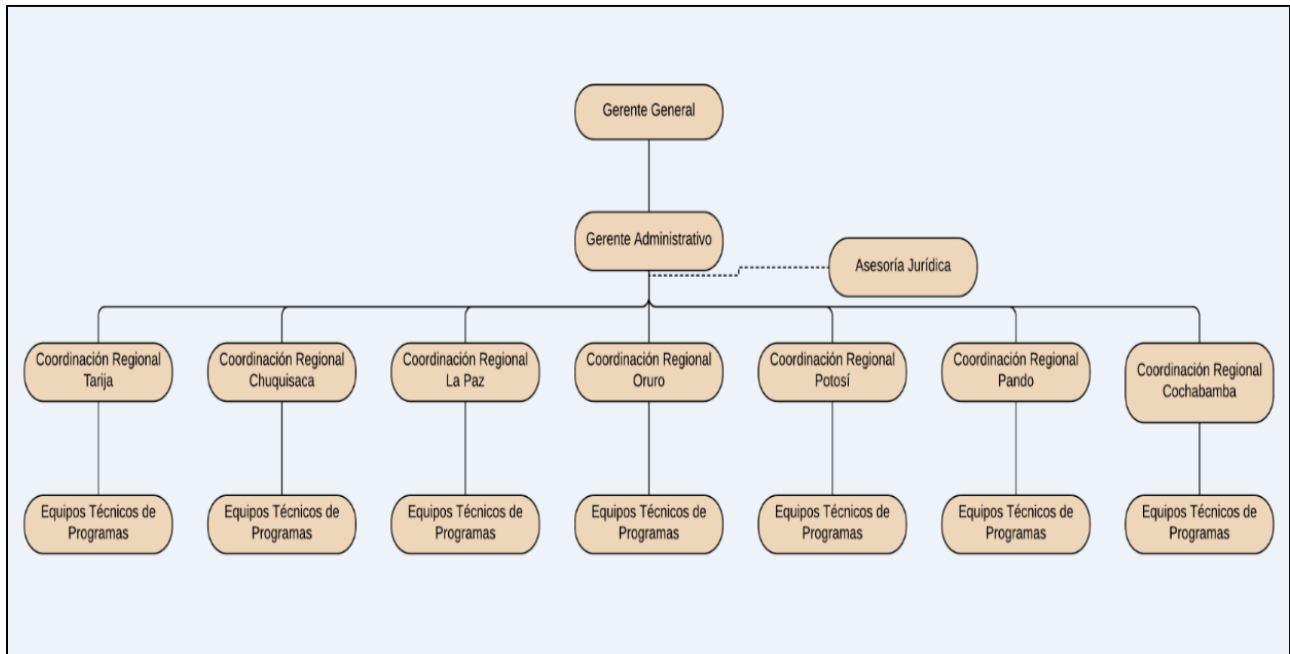 Gerente General
Gerente Administrativo
Asesoría Jurídica
Coordinación Regional
Tarija
Coordinación Regional
Chuquisaca
Coordinación Regional
La Paz
Coordinación Regional
Oruro
Coordinación Regional
Potosí
Coordinación Regional
Pando
Coordinación Regional
Cochabamba
Equipos Técnicos de
Programas
Equipos Técnicos de
Programas
Equipos Técnicos de
Programas
Equipos Técnicos de
Programas
Equipos Técnicos de
Programas
Equipos Técnicos de
Programas
Equipos Técnicos de
Programas